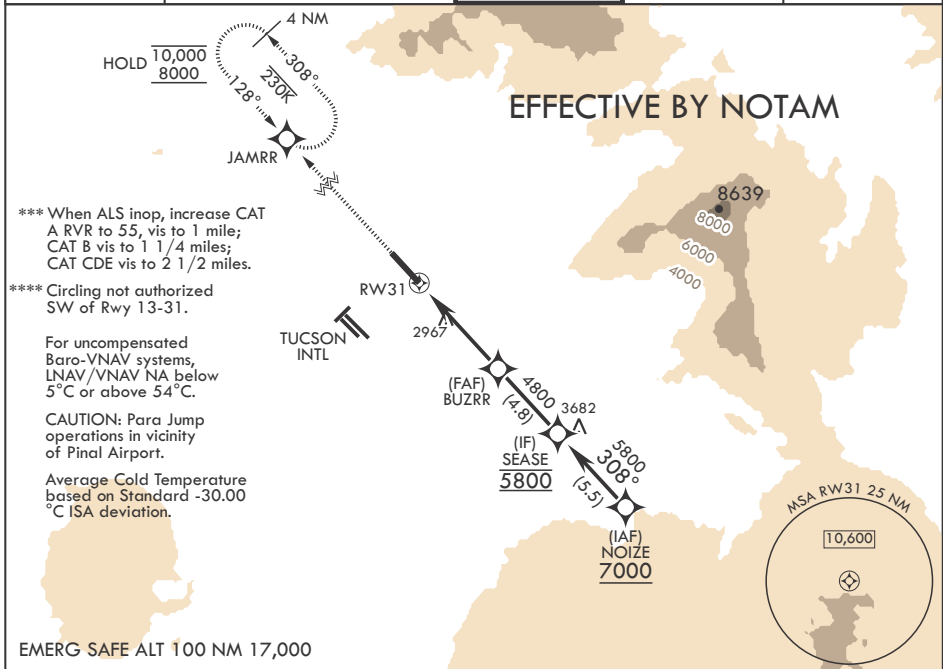 4 NM
HOLD 10,000
8000
308°
230K
128°
JAMRR
EFFECTIVE BY NOTAM
8639
8000
6000
4000
*** When ALS inop, increase CAT
A RVR to 55, vis to 1 mile;
CAT B vis to 1 1/4 miles;
CAT CDE vis to 2 1/2 miles.
**** Circling not authorized
SW of Rwy 13-31.
For uncompensated
Baro-VNAV systems,
LNAV/VNAV NA below
5°C or above 54°C.
CAUTION: Para Jump
operations in vicinity
of Pinal Airport.
Average Cold Temperature
based on Standard -30.00
°C ISA deviation.
RW31
TUCSON
INTL
2967
(FAF)
BUZRR
4800
(4.8)
3682
(IF)
SEASE
5800
5800
308°
(5.5)
(IAF)
NOIZE
7000
MSA RW31 25 NM
10,600
EMERG SAFE ALT 100 NM 17,000